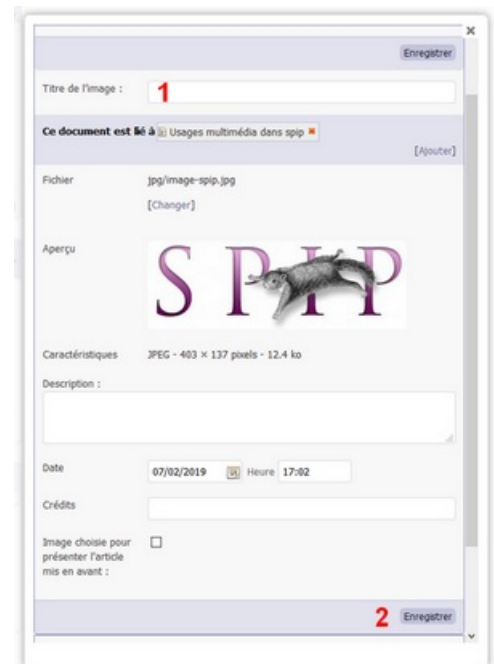 Enregistrer
Titre de l'image :
1
Ce document est lié à Usages multimédia dans spip
[Ajouter]
Fichier jpg/image-spip.jpg
[Changer]
Aperçu
SPIP
Caractéristiques JPEG - 403 × 137 pixels - 12.4 ko
Description :
Date 07/02/2019 Heure 17:02
Crédits
Image choisie pour
présenter l'article
mis en avant :
2 Enregistrer